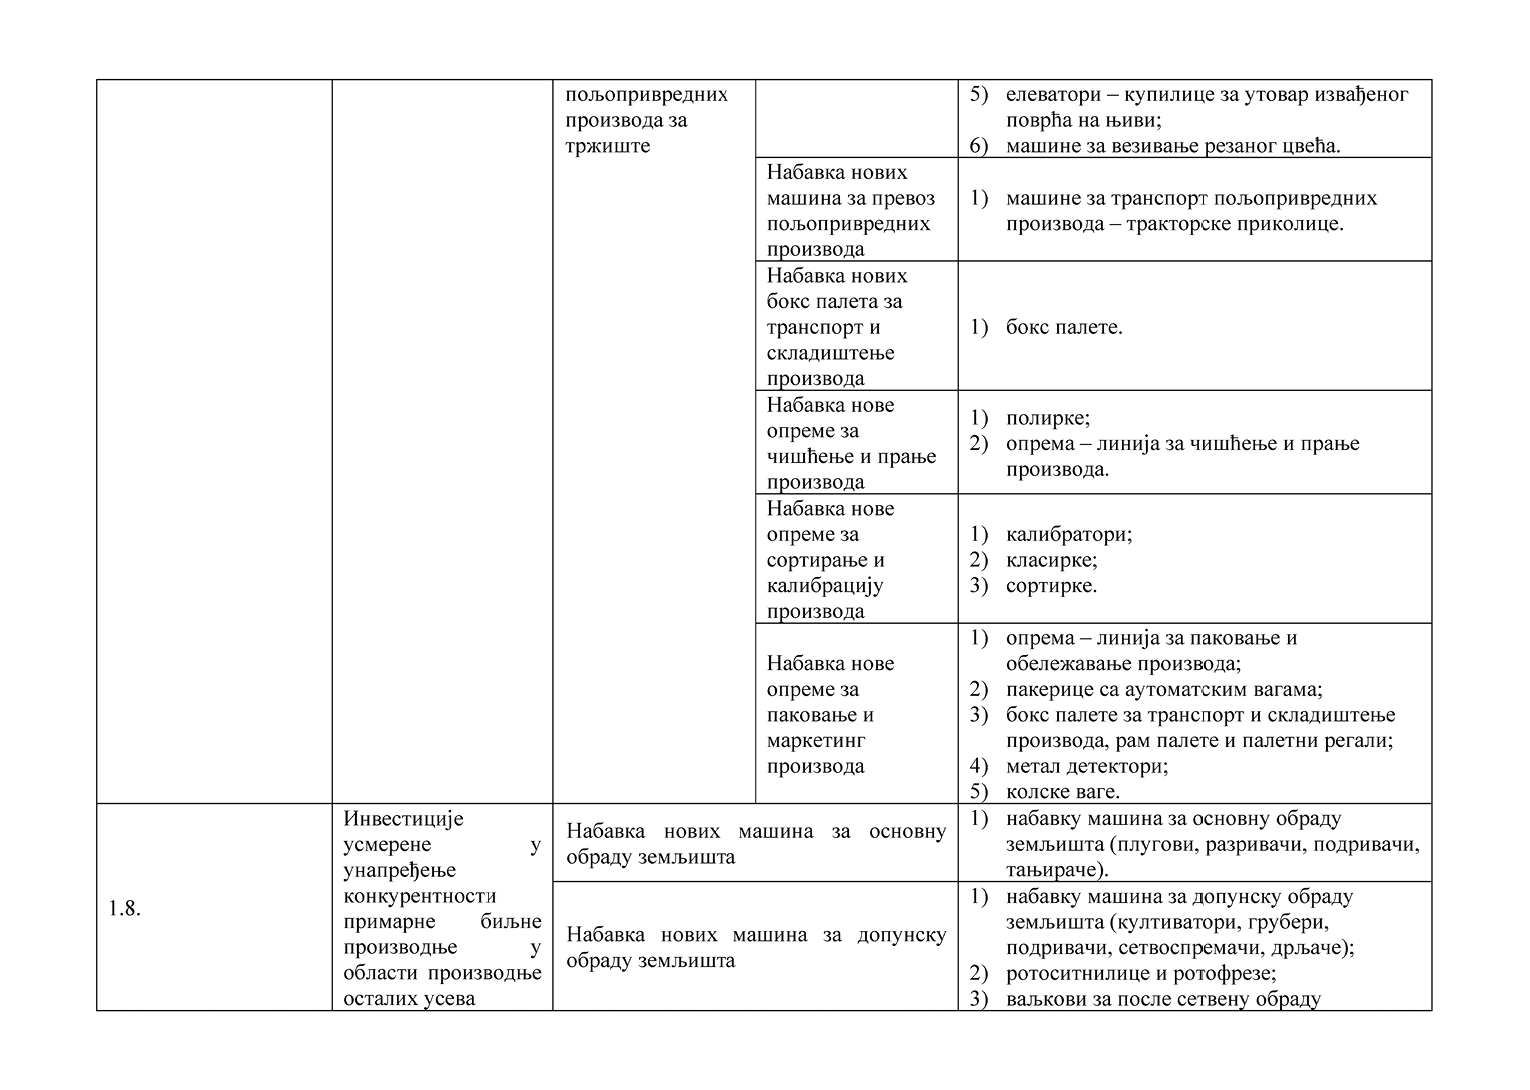 пољопривредних
производа за
тржиште
5) елеватори – купилице за утовар извађеног
поврћа на њиви;
6) машине за везивање резаног цвећа.
Набавка нових
машина за превоз
пољопривредних
производа
1) машине за транспорт пољопривредних
производа – тракторске приколице.
Набавка нових
бокс палета за
транспорт и
складиштење
производа
1) бокс палете.
Набавка нове
опреме за
чишћење и прање
производа
1) полирке;
2) опрема – линија за чишћење и прање
производа.
Набавка нове
опреме за
сортирање и
калибрацију
производа
1) калибратори;
2) класирке;
3) сортирке.
Набавка нове
опреме за
паковање и
маркетинг
производа
1) опрема – линија за паковање и
обележавање производа;
2) пакерице са аутоматским вагама;
3) бокс палете за транспорт и складиштење
производа, рам палете и палетни регали;
4) метал детектори;
5) колске ваге.
1.8.
Инвестиције
усмерене у
унапређење
конкурентности
примарне биљне
производње у
области производње
осталих усева
Набавка нових машина за основну
обраду земљишта
1) набавку машина за основну обраду
земљишта (плугови, разривачи, подривачи,
тањираче).
Набавка нових машина за допунску
обраду земљишта
1) набавку машина за допунску обраду
земљишта (култиватори, грубери,
подривачи, сетвоспремачи, дрљаче);
2) ротоситнилице и ротофрезе;
3) ваљкови за после сетвену обраду